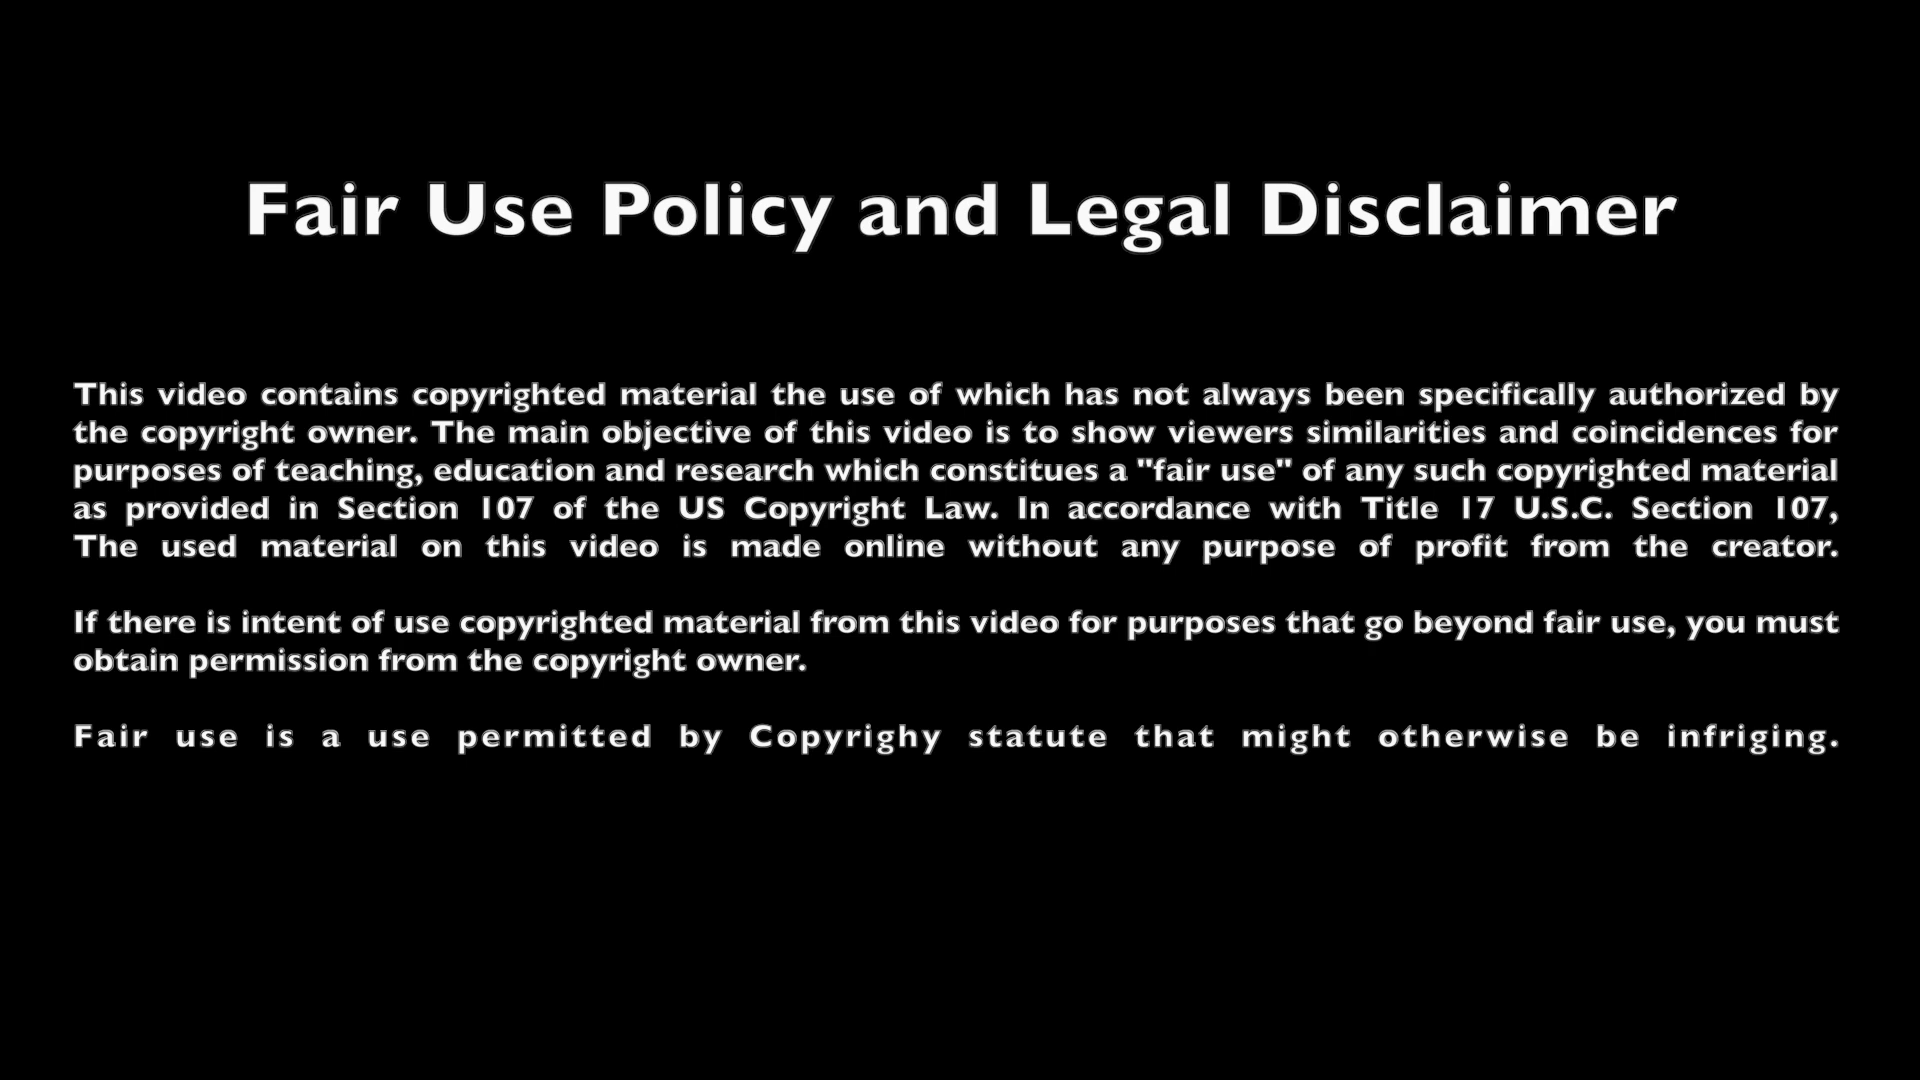 Fair Use Policy and Legal Disclaimer
This video contains copyrighted material the use of which has not always been specifically authorized by
the copyright owner. The main objective of this video is to show viewers similarities and coincidences for
purposes of teaching, education and research which constitues a "fair use" of any such copyrighted material
as provided in Section 107 of the US Copyright Law. In accordance with Title 17 U.S.C. Section 107,
The used material on this video is made online without any purpose of profit from the creator.
If there is intent of use copyrighted material from this video for purposes that go beyond fair use, you must
obtain permission from the copyright owner.
Fair use is a use permitted by Copyrighy statute that might otherwise be infriging.